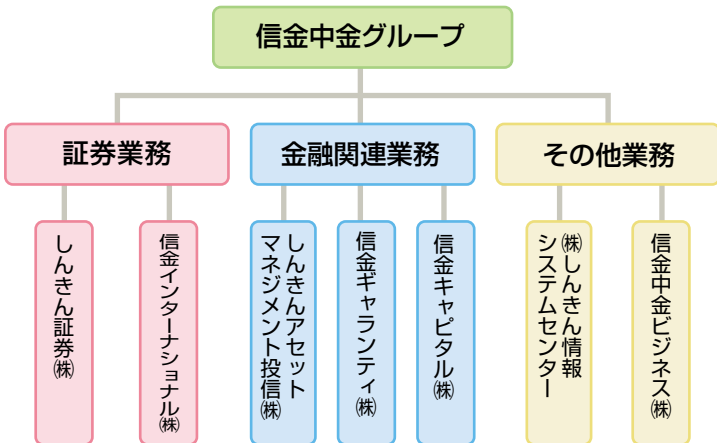 信金中金グループ
証券業務
金融関連業務
その他業務
しんきん証券㈱
信金インターナショナル㈱
しんきんアセット
マネジメント投信㈱
信金ギャランティ㈱
信金キャピタル㈱
㈱しんきん情報
システムセンター
信金中金ビジネス㈱